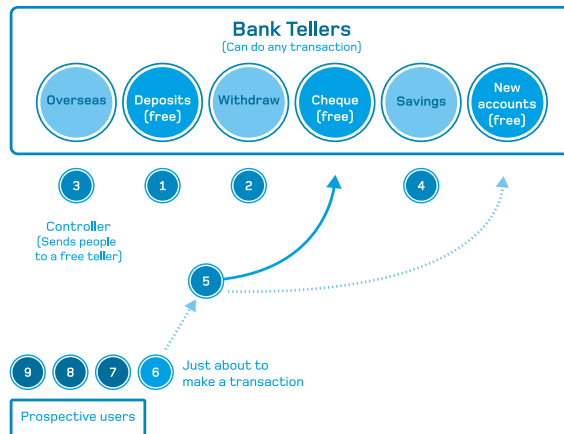 Bank Tellers
(Can do any transaction)
Overseas
Deposits
(free)
Withdraw
Cheque
(free)
Savings
New
accounts
(free)
3
1
2
4
Controller
(Sends people
to a free teller)
5
9
8
7
6
Just about to
make a transaction
Prospective users